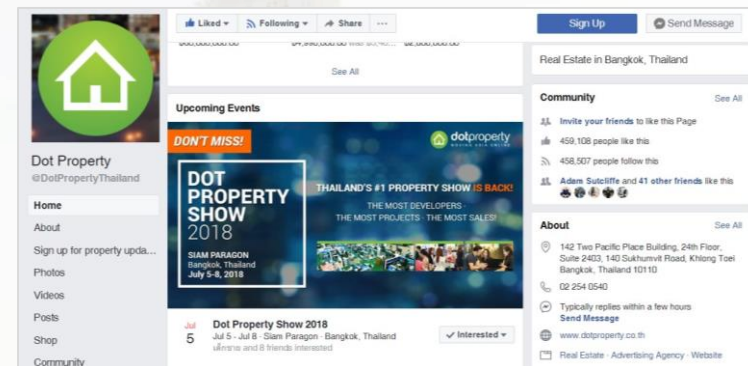 Liked
Following
Share
Sign Up
Send Message
See All
Real Estate in Bangkok, Thailand
Dot Property
@DotPropertyThailand
Home
About
Sign up for property upda...
Photos
Videos
Posts
Shop
Community
Upcoming Events
DON'T MISS!
dotproperty
DOT
PROPERTY
SHOW
2018
SIAM PARAGON
Bangkok, Thailand
July 5-8, 2018
THAILAND'S #1 PROPERTY SHOW IS BACK!
THE MOST DEVELOPERS -
THE MOST PROJECTS - THE MOST SALES!
Jul
5
Dot Property Show 2018
Jul 5 - Jul 8 · Siam Paragon · Bangkok, Thailand
and 8 friends interested
Interested
Community
See All
Invite your friends to like this Page
459,108 people like this
458,507 people follow this
Adam Sutcliffe and 41 other friends like this
About
See All
142 Two Pacific Place Building, 24th Floor,
Suite 2403, 140 Sukhumvit Road, Khlong Toei
Bangkok, Thailand 10110
02 254 0540
Typically replies within a few hours
Send Message
www.dotproperty.co.th
Real Estate · Advertising Agency · Website